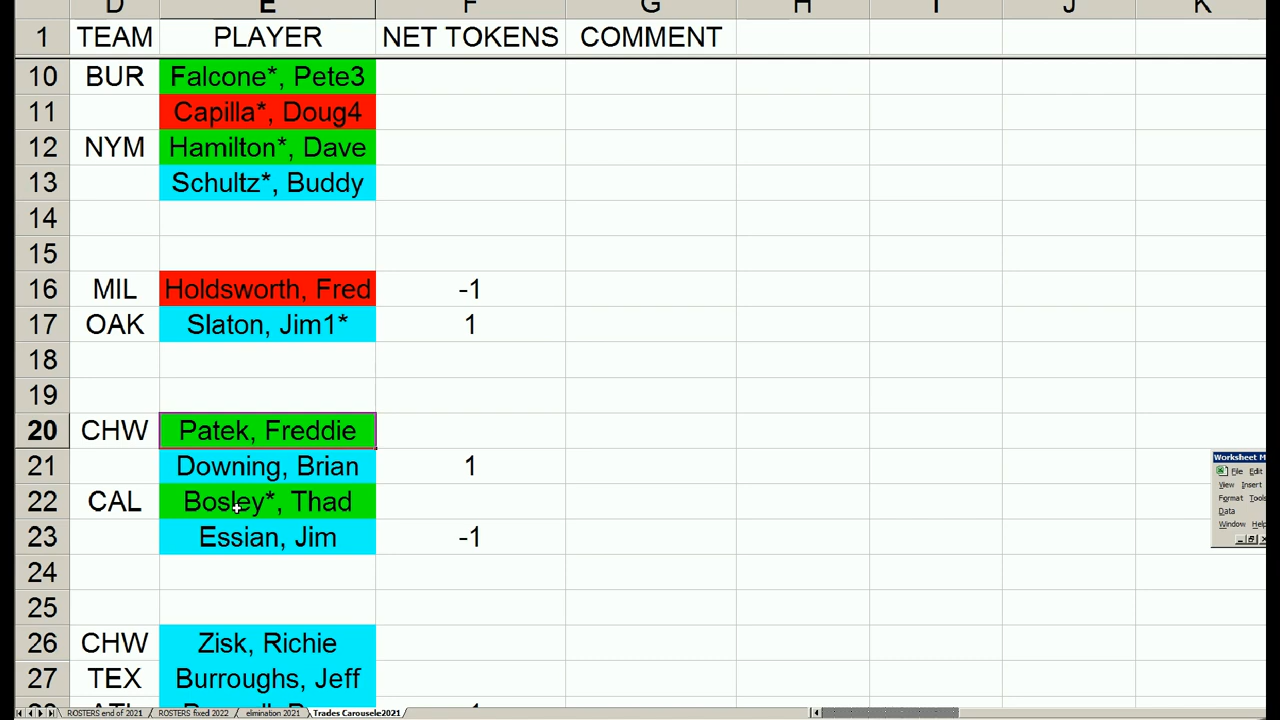 D E F G H I J K
1 TEAM PLAYER NET TOKENS COMMENT
10 BUR Falcone*, Pete3
11 Capilla*, Doug4
12 NYM Hamilton*, Dave
13 Schultz*, Buddy
14
15
16 MIL Holdsworth, Fred -1
17 OAK Slaton, Jim1* 1
18
19
20 CHW Patek, Freddie
21 Downing, Brian 1
22 CAL Bosley*, Thad
23 Essian, Jim -1
24
25
26 CHW Zisk, Richie
27 TEX Burroughs, Jeff
Worksheet M
File Edit
View Insert
Format Tools
Data
Window Help
ROSTERS end of 2021 ROSTERS fixed 2022 elmination 2021 Trades Carousele2021